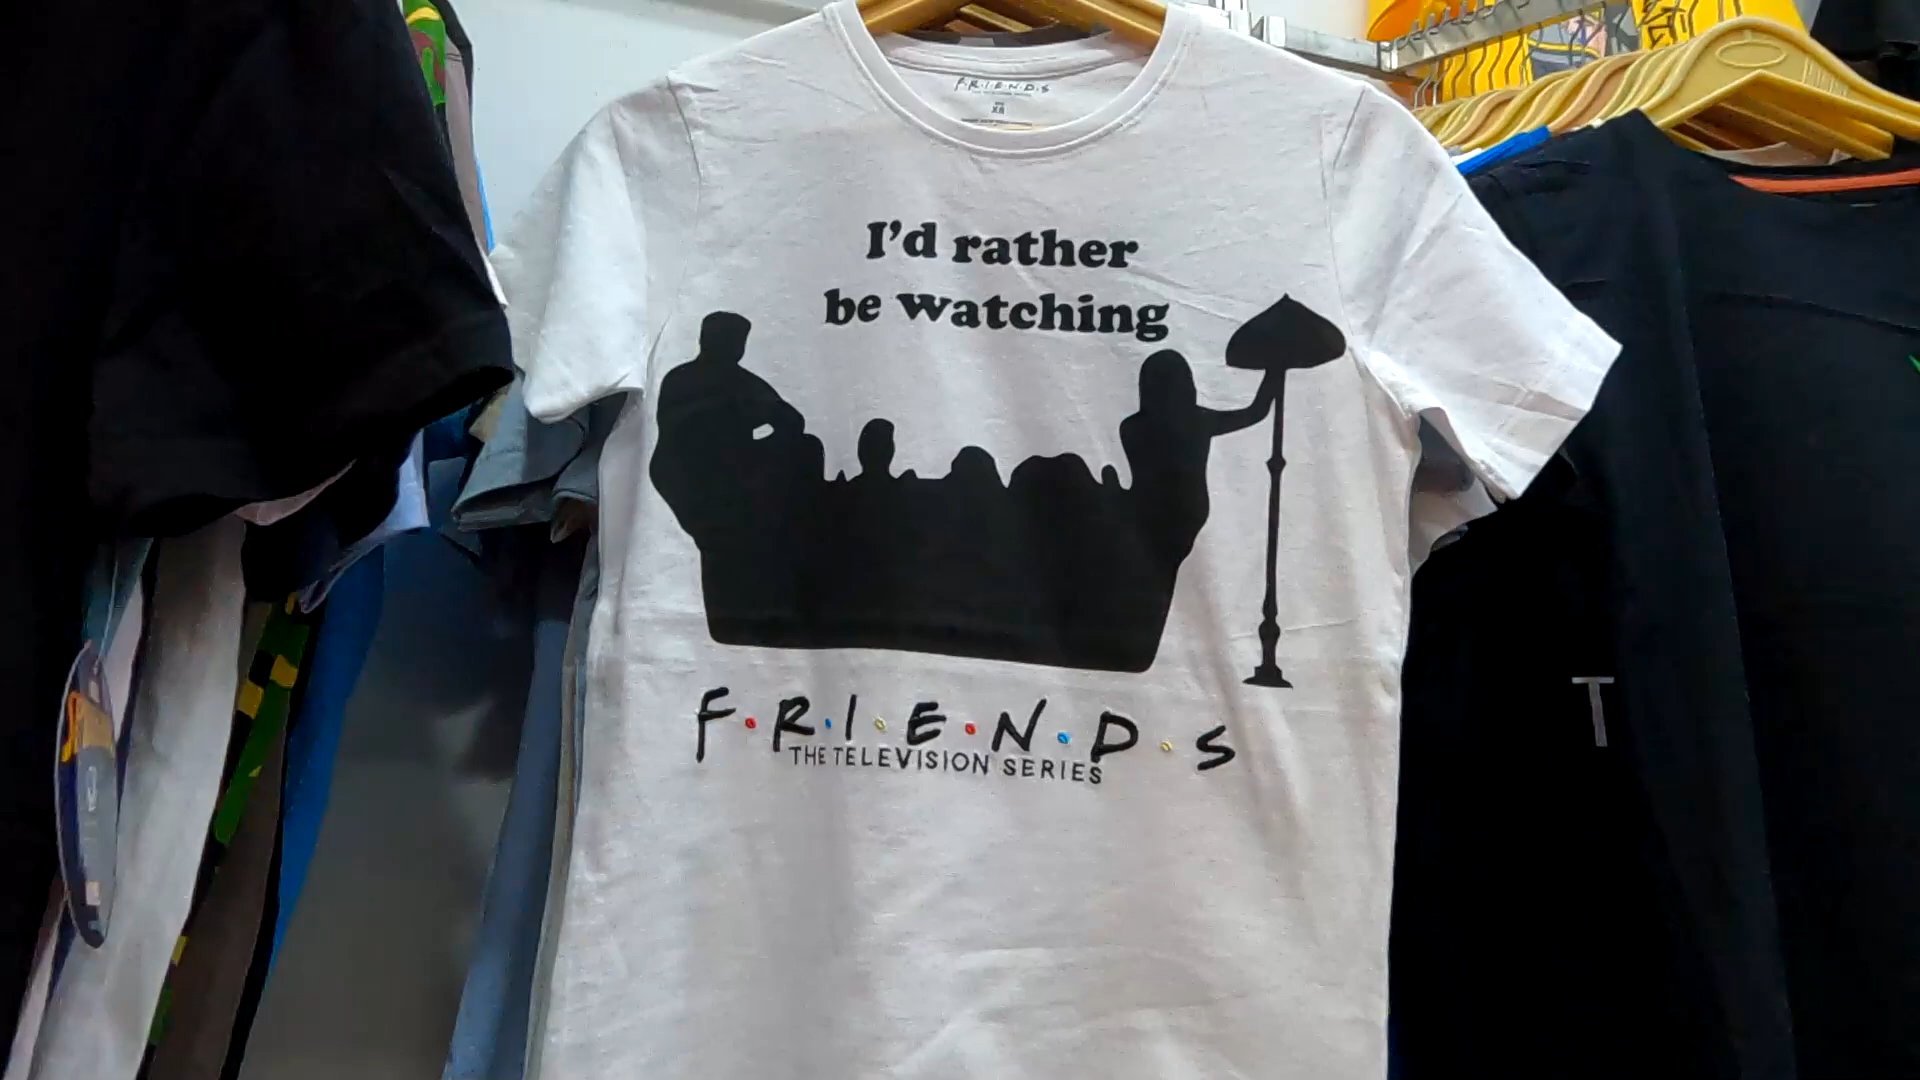 F·R·I·E·N·D·S
I'd rather
be watching
F·R·I·E·N·D·S
THE TELEVISION SERIES
T